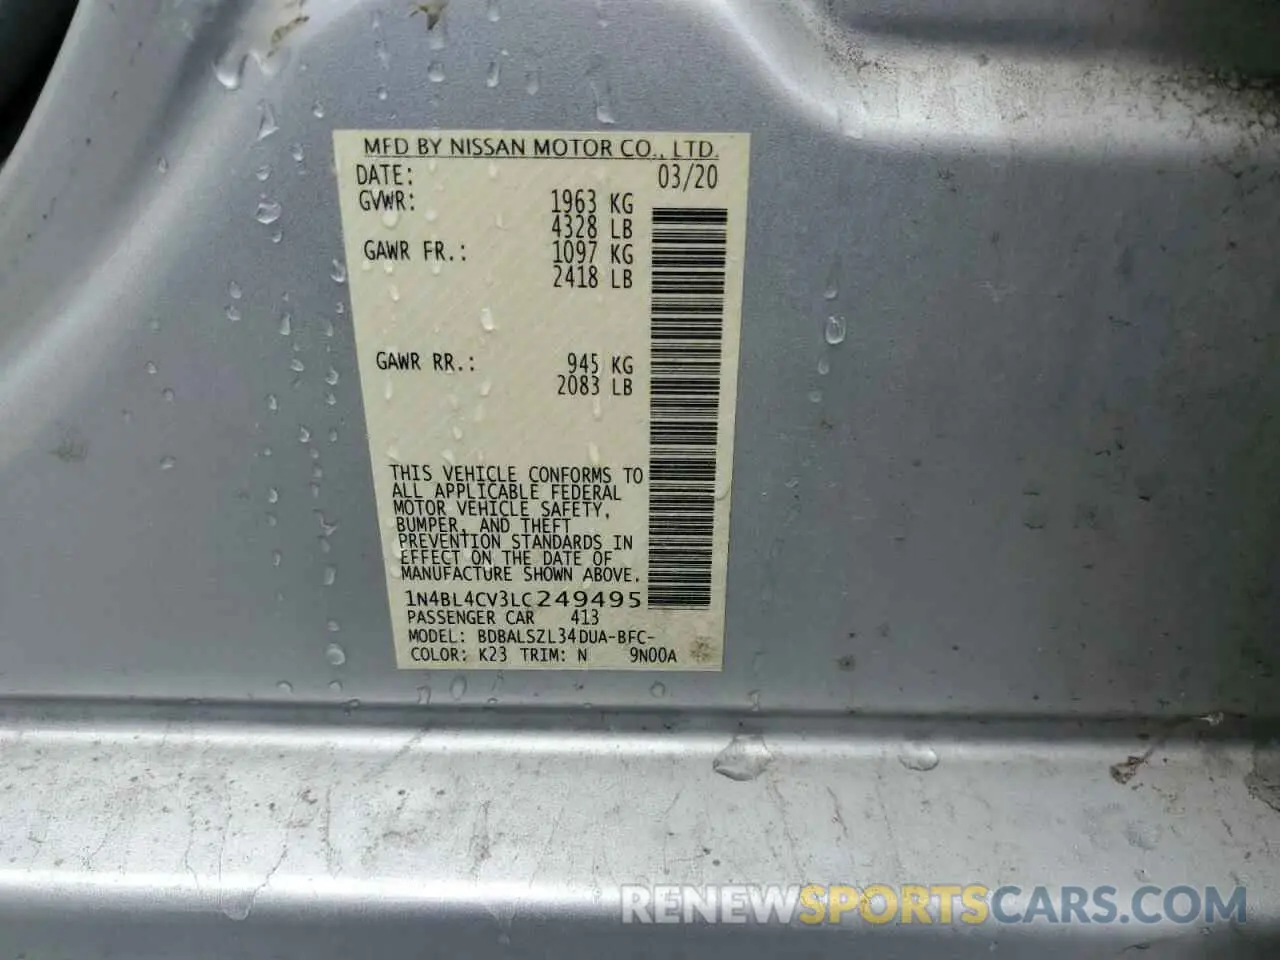 MFD BY NISSAN MOTOR CO., LTD.
DATE: 03/20
GVWR: 1963 KG
4328 LB
GAWR FR.: 1097 KG
2418 LB
GAWR RR.: 945 KG
2083 LB
THIS VEHICLE CONFORMS TO
ALL APPLICABLE FEDERAL
MOTOR VEHICLE SAFETY,
BUMPER, AND THEFT
PREVENTION STANDARDS IN
EFFECT ON THE DATE OF
MANUFACTURE SHOWN ABOVE.
1N4BL4CV3LC249495
PASSENGER CAR 413
MODEL: BDBALSZL34DUA-BFC-
COLOR: K23 TRIM: N 9N00A
RENEWSPORTSCARS.COM